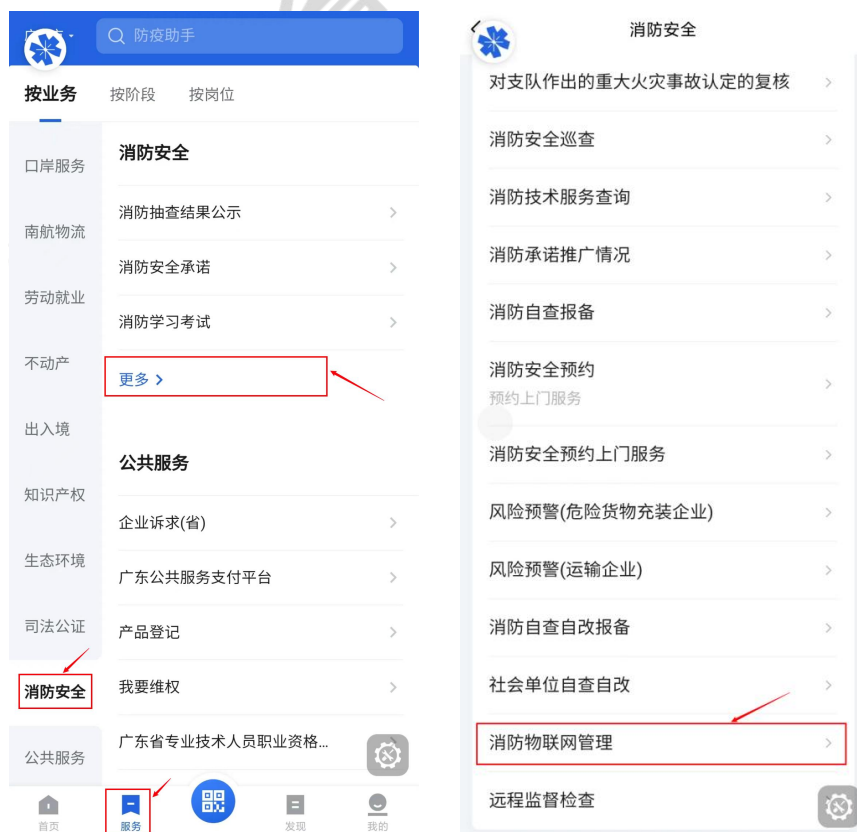 防疫助手
按业务 按阶段 按岗位
口岸服务
南航物流
劳动就业
不动产
出入境
知识产权
生态环境
司法公证
消防安全
公共服务
消防安全
消防抽查结果公示
消防安全承诺
消防学习考试
更多
公共服务
企业诉求(省)
广东公共服务支付平台
产品登记
我要维权
广东省专业技术人员职业资格...
首页 服务 发现 我的
消防安全
对支队作出的重大火灾事故认定的复核
消防安全巡查
消防技术服务查询
消防承诺推广情况
消防自查报备
消防安全预约
预约上门服务
消防安全预约上门服务
风险预警(危险货物充装企业)
风险预警(运输企业)
消防自查自改报备
社会单位自查自改
消防物联网管理
远程监督检查